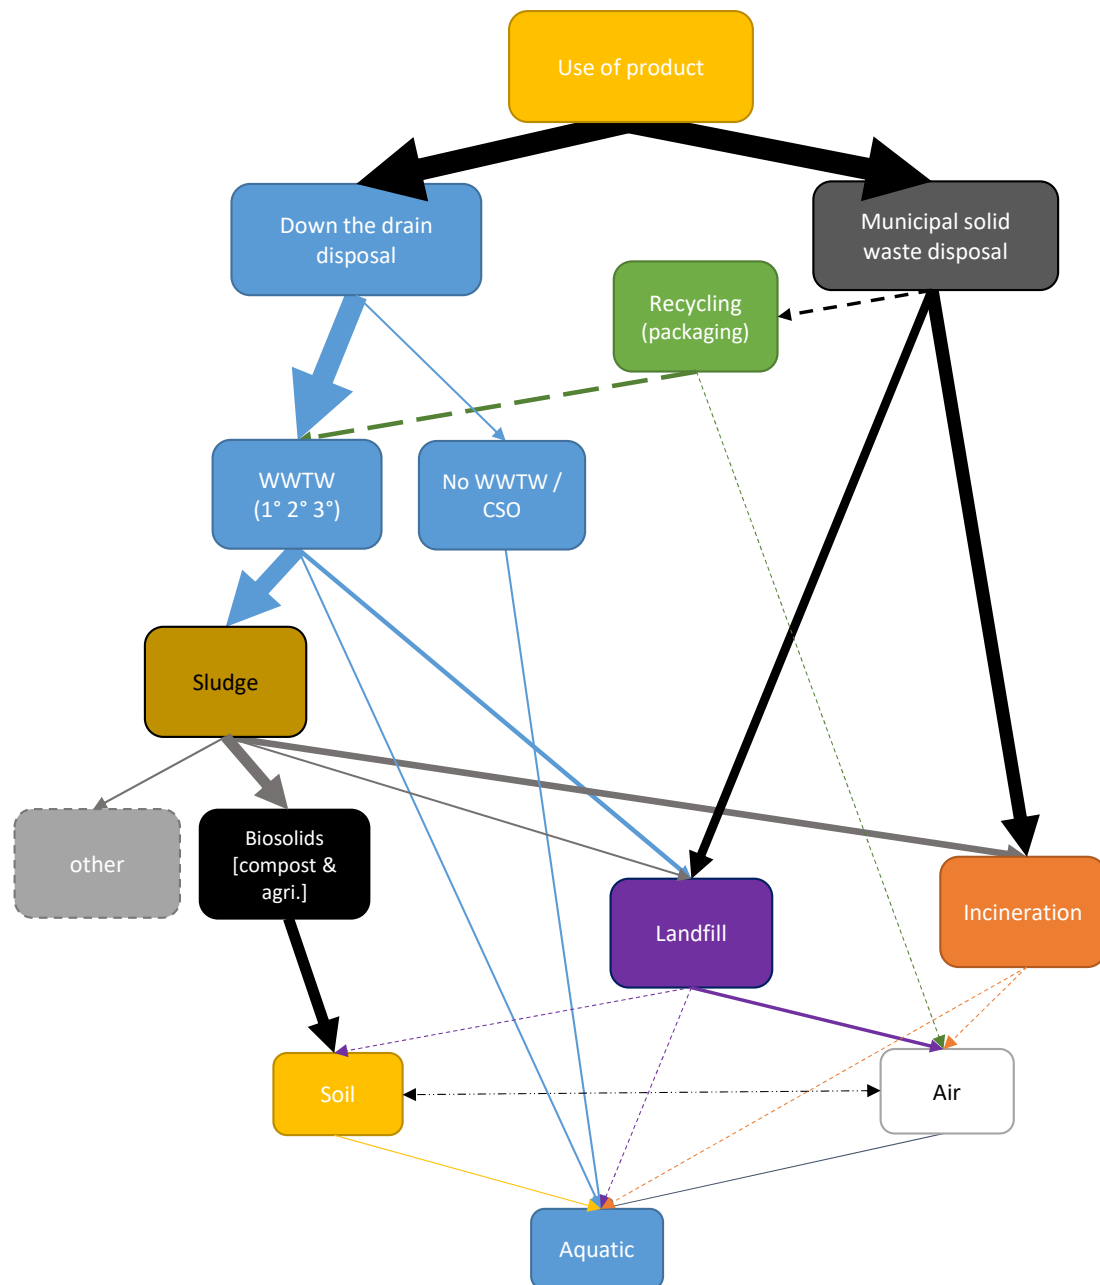 Use of product
Down the drain
disposal
Municipal solid
waste disposal
Recycling
(packaging)
WWTW
(1° 2° 3°)
No WWTW /
CSO
Sludge
other
Biosolids
[compost &
agri.]
Landfill
Incineration
Soil
Air
Aquatic